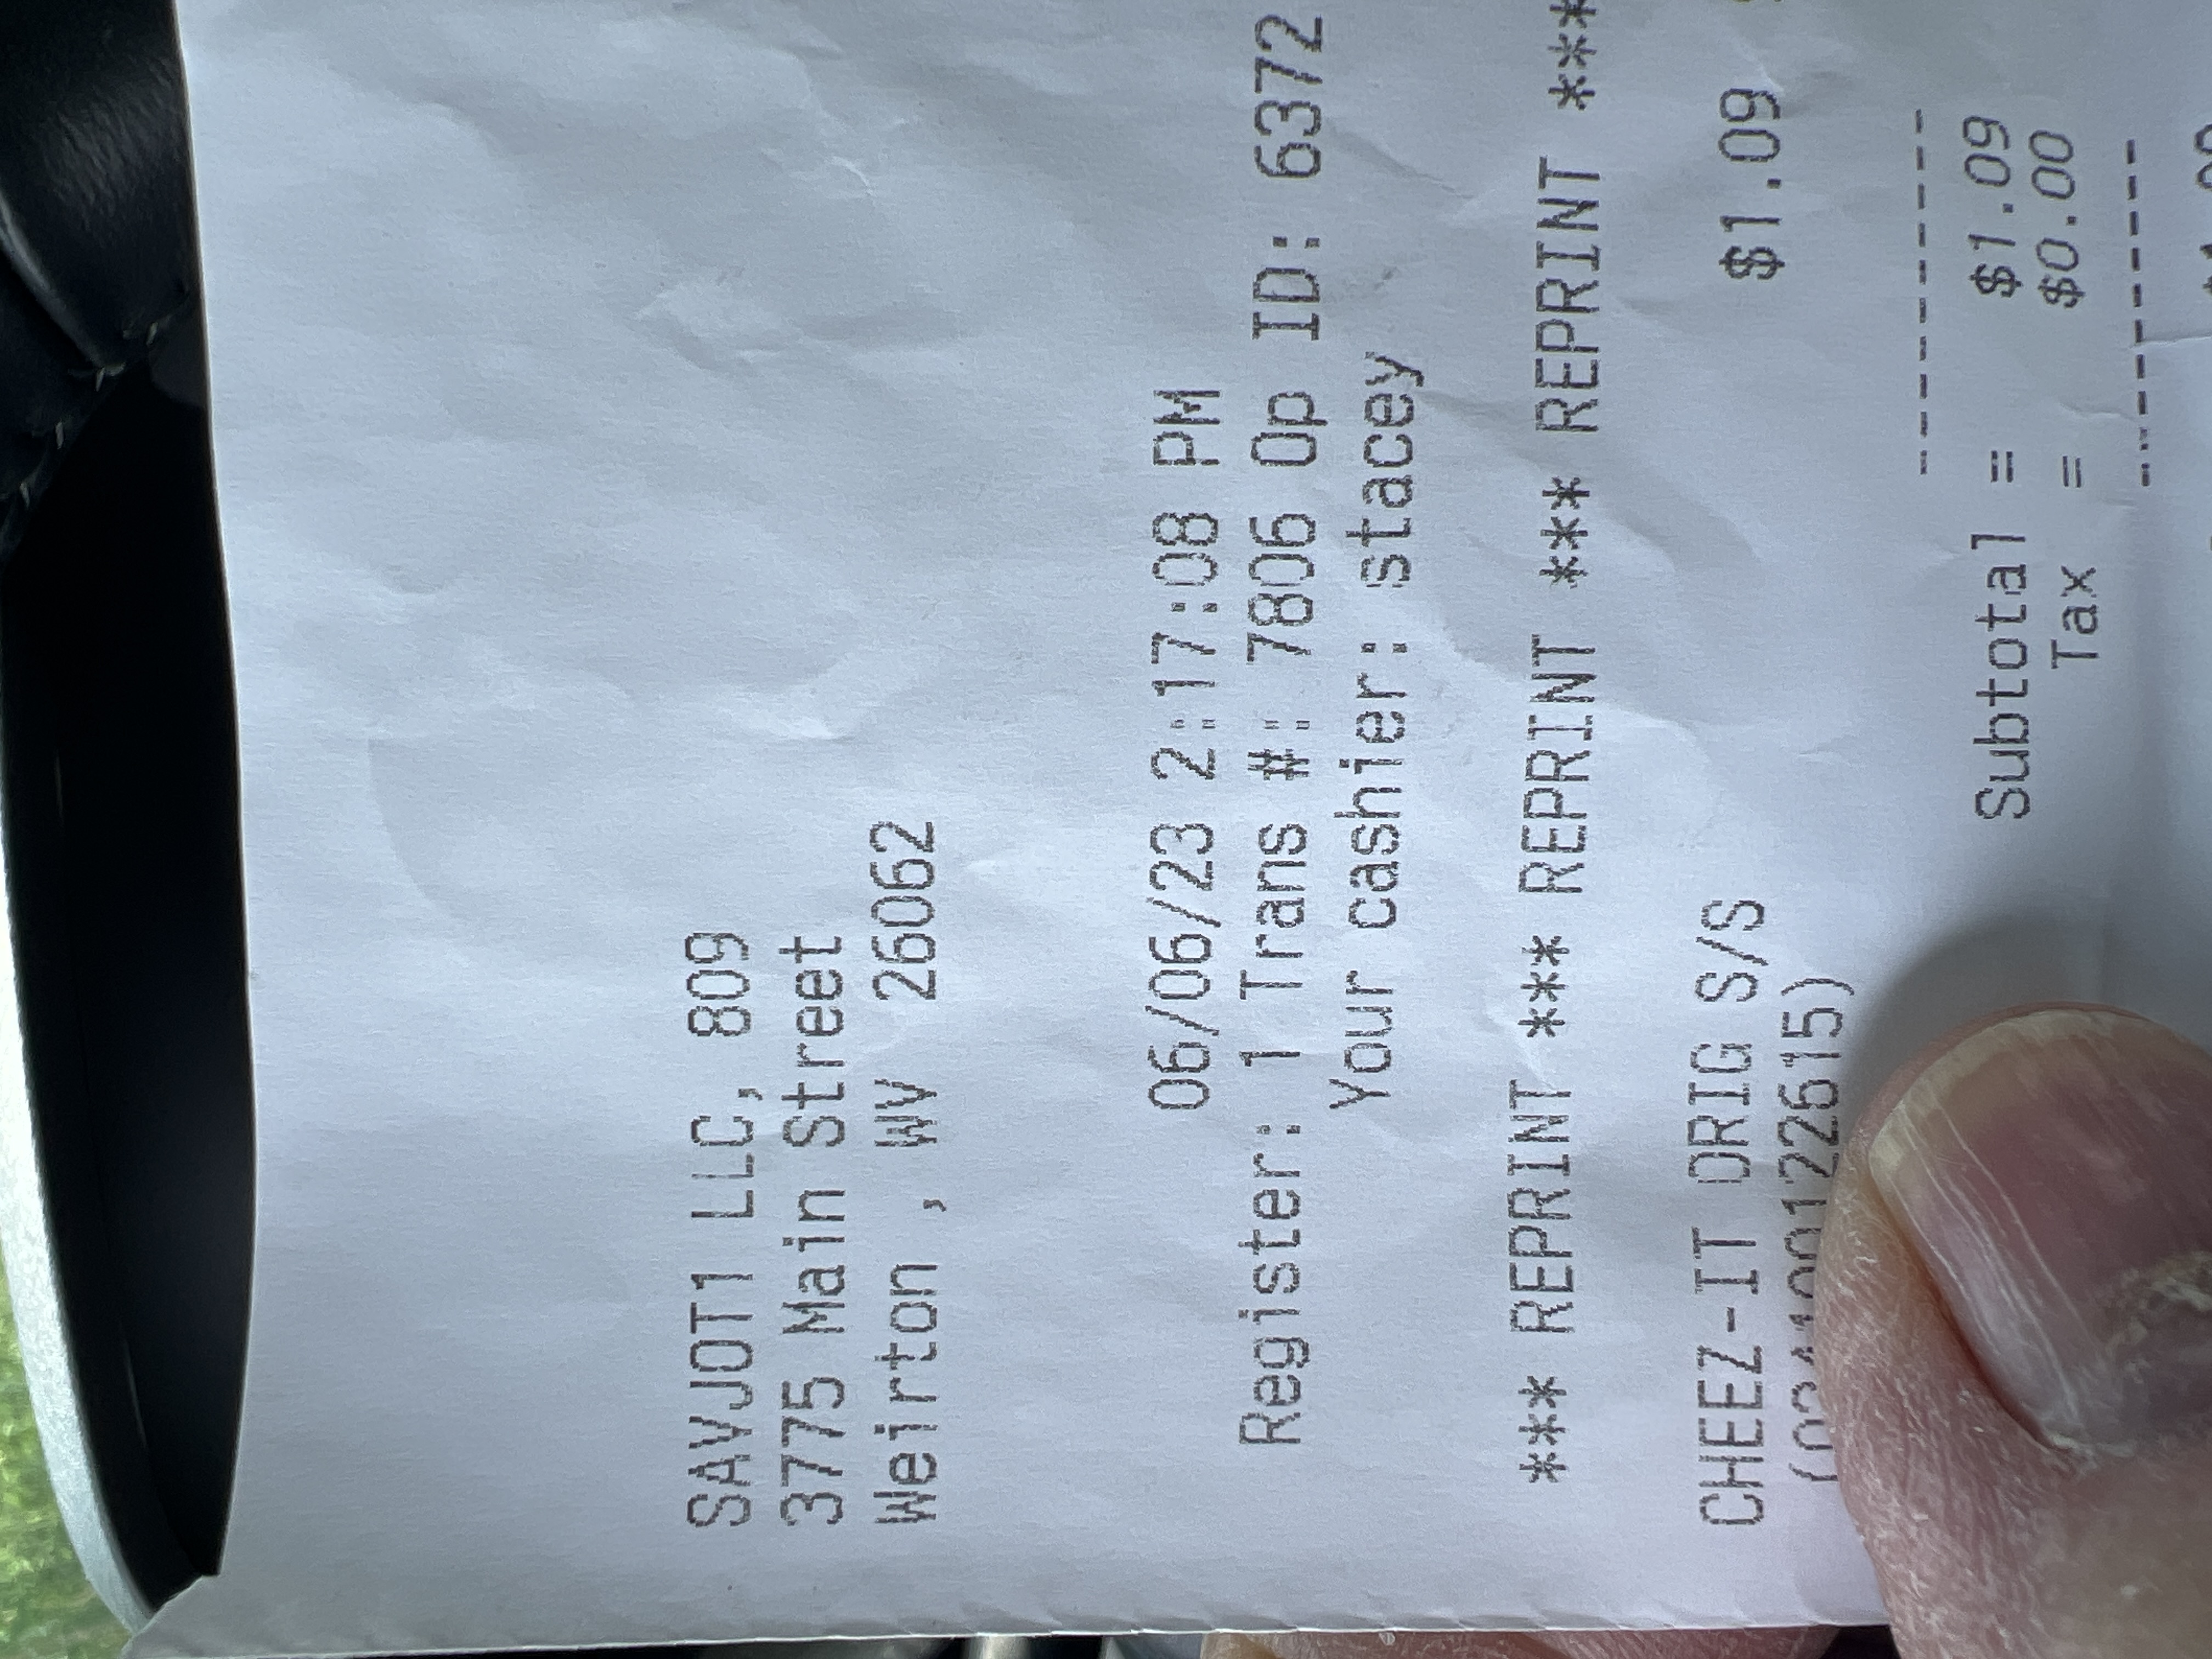 SAVJOT1 LLC, 809
3775 Main Street
Weirton , WV 26062
06/06/23 2:17:08 PM
Register: 1 Trans #: 7806 Op ID: 6372
Your cashier: stacey
*** REPRINT *** REPRINT *** REPRINT ***
CHEEZ-IT ORIG S/S $1.09
Subtotal = $1.09
Tax = $0.00